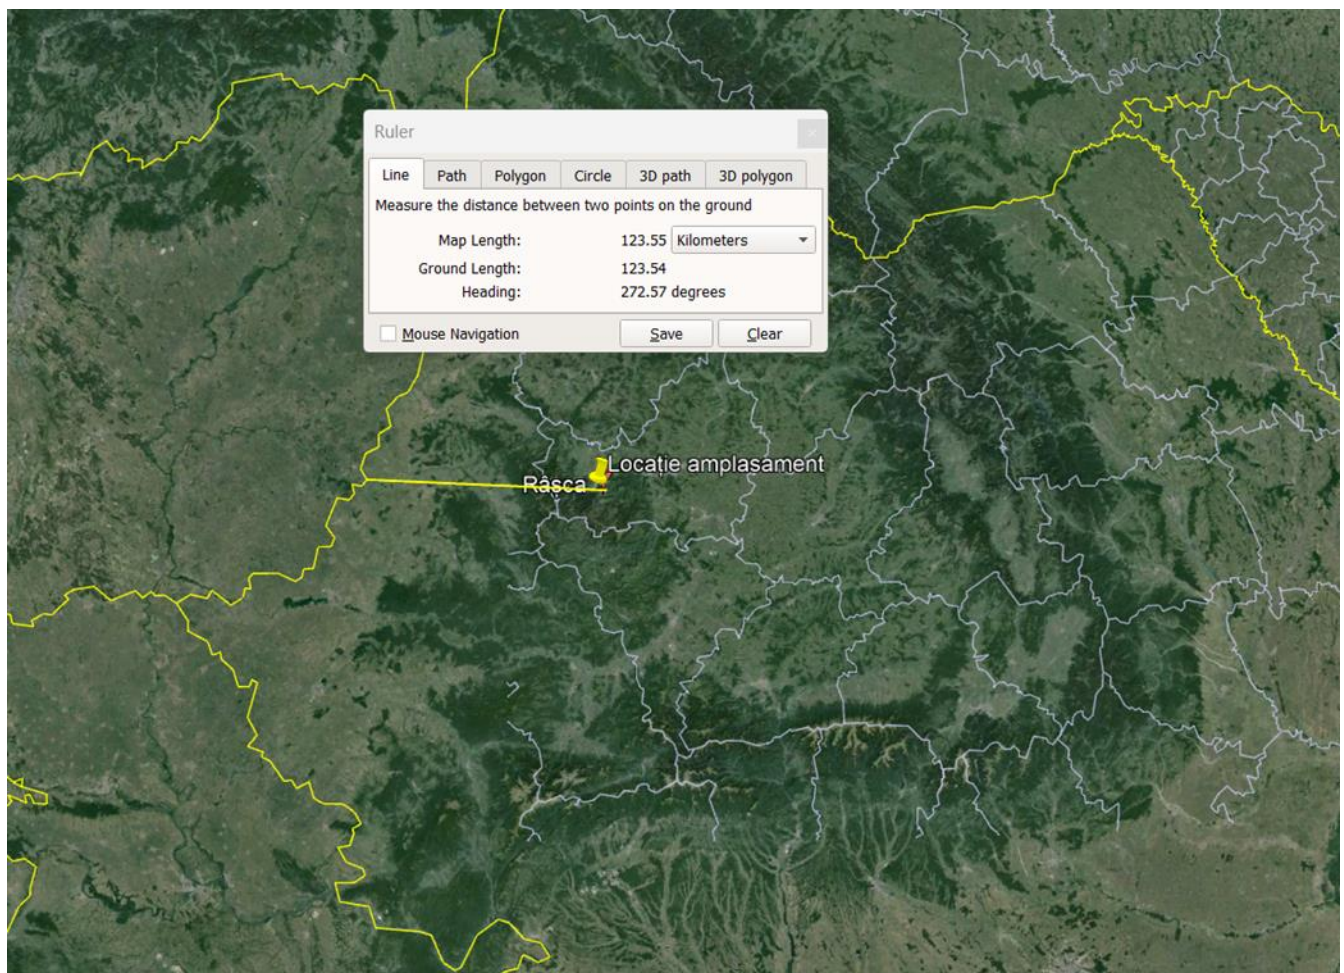 Ruler
Line Path Polygon Circle 3D path 3D polygon
Measure the distance between two points on the ground
Map Length: 123.55 Kilometers
Ground Length: 123.54
Heading: 272.57 degrees
Mouse Navigation Save Clear
Locație amplasament
Râșca